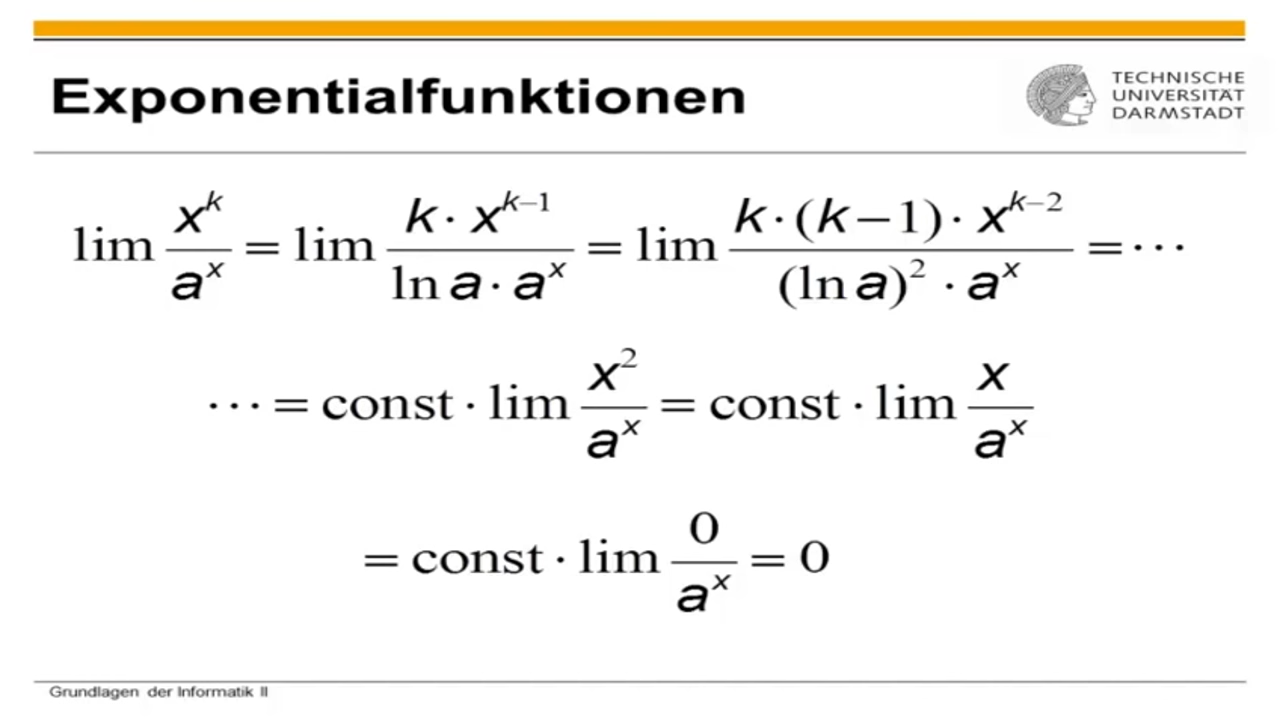 Exponentialfunktionen
TECHNISCHE
UNIVERSITÄT
DARMSTADT
lim x^k / a^x = lim k · x^(k–1) / ln a · a^x = lim k · (k – 1) · x^(k–2) / (ln a)^2 · a^x = ⋯
⋯ = const · lim x^2 / a^x = const · lim x / a^x
= const · lim 0 / a^x = 0
Grundlagen der Informatik II